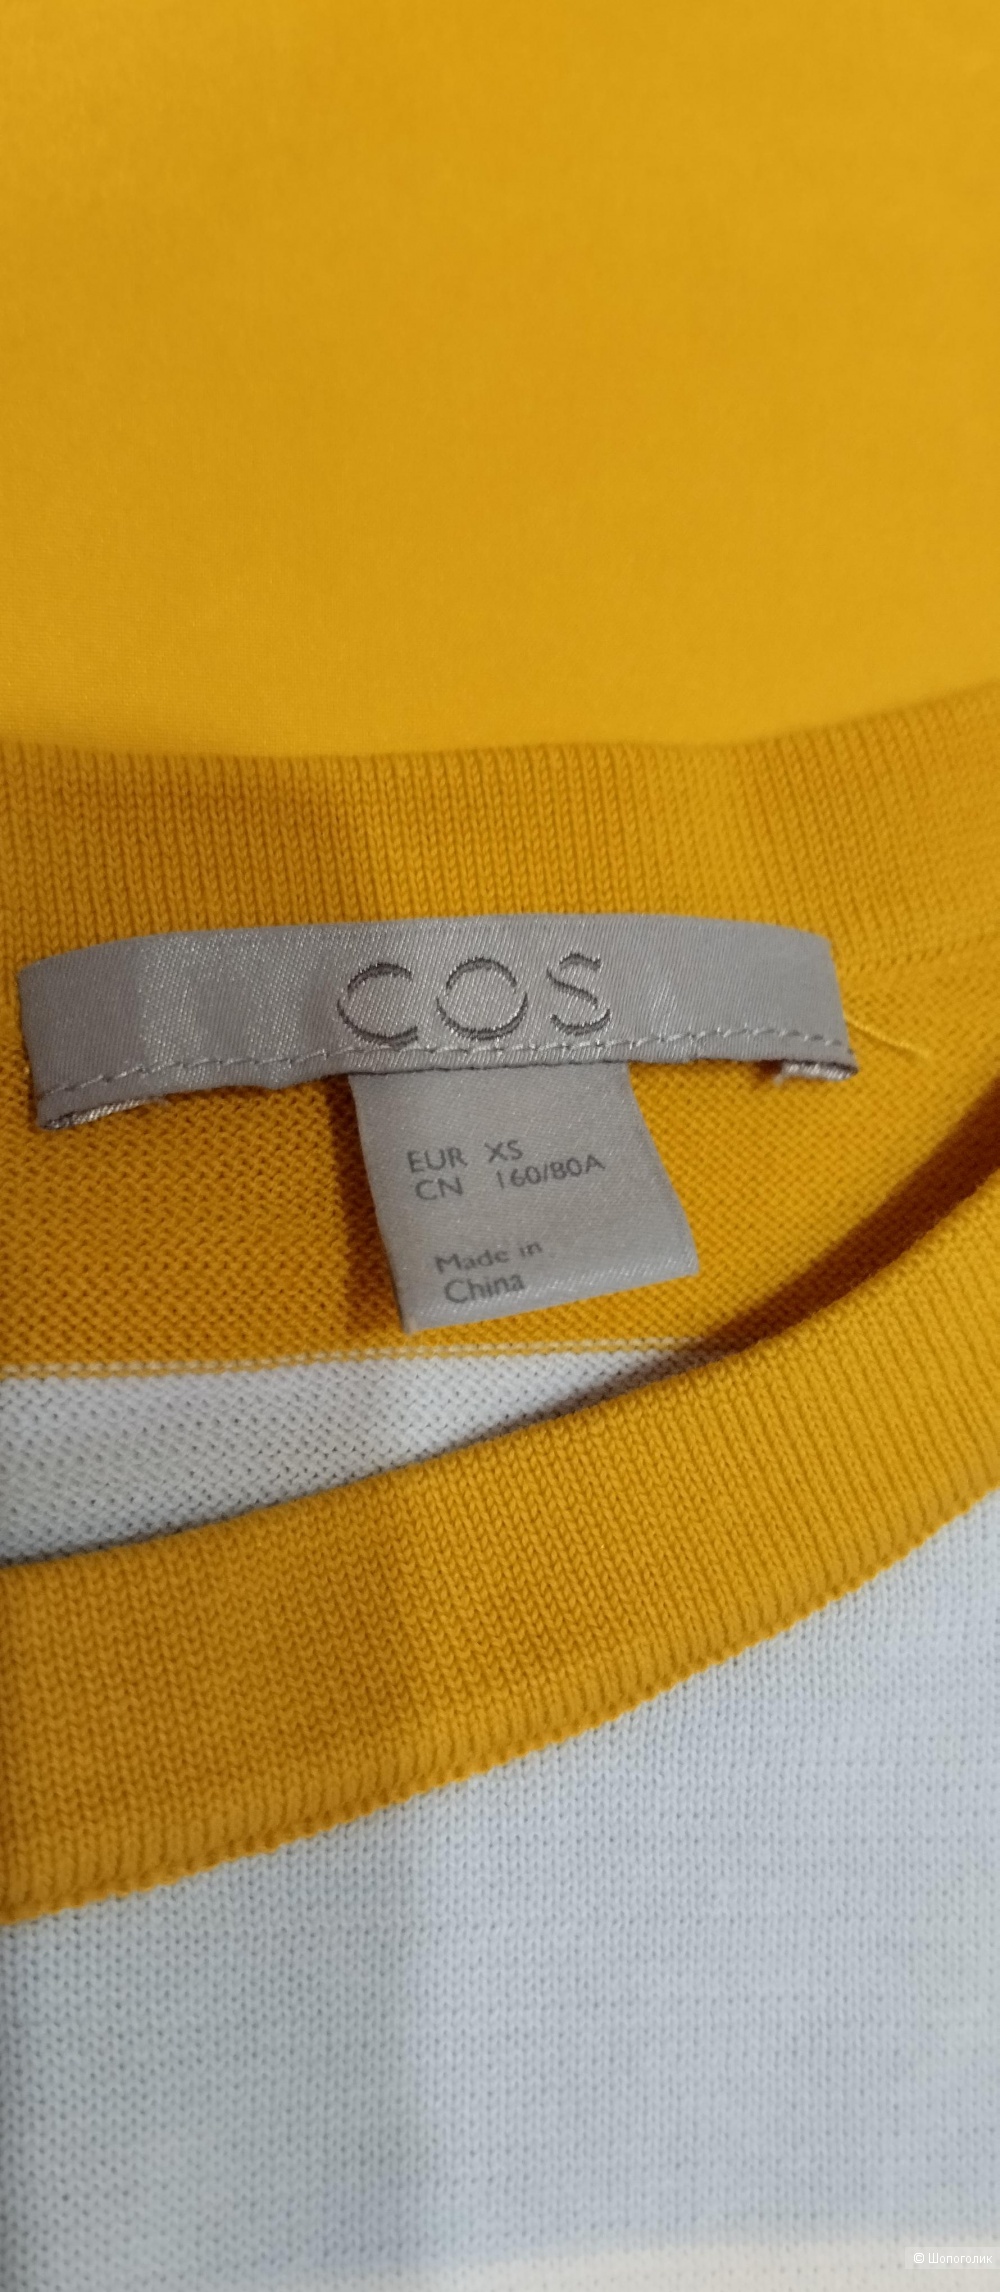 COS
EUR XS
CN 160/80A
Made in
China
© Шопоголик